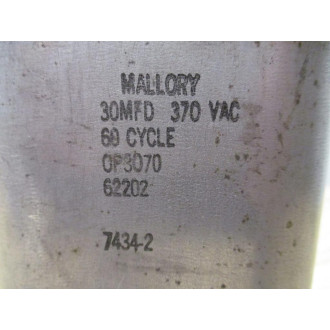 MALLORY
30MFD 370 VAC
60 CYCLE
OP3070
62202
7434-2